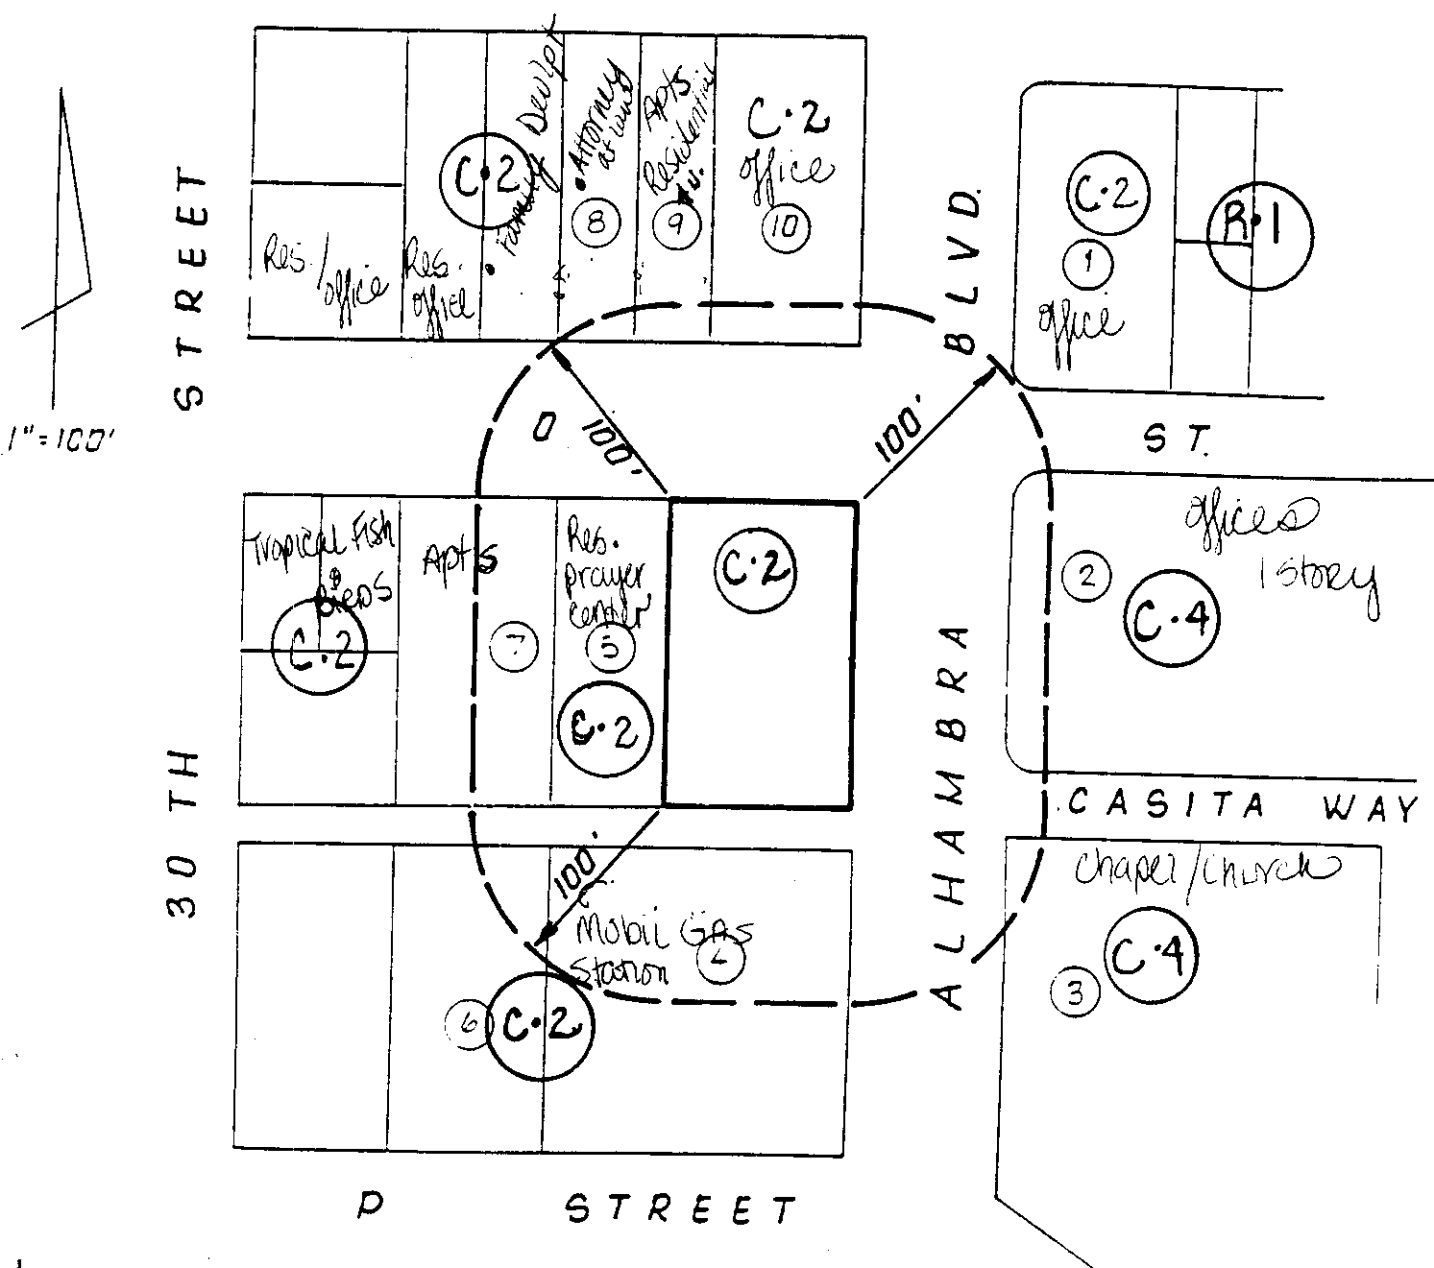 1"=100'
STREET
30TH
Res./office
Res. office
C·2
• Family Devlpt
• Attorney at law
8
Apts Residential
9
C·2
office
10
BLVD.
C·2
1
office
R·1
O
100'
100'
ST.
Tropical Fish
& BIRDS
C·2
Apts
7
Res.
prayer
center
5
C·2
C·2
ALHAMBRA
offices
1 story
2
C·4
CASITA WAY
100'
Mobil GAS
Station
4
6
C·2
chapel/church
C·4
3
P STREET